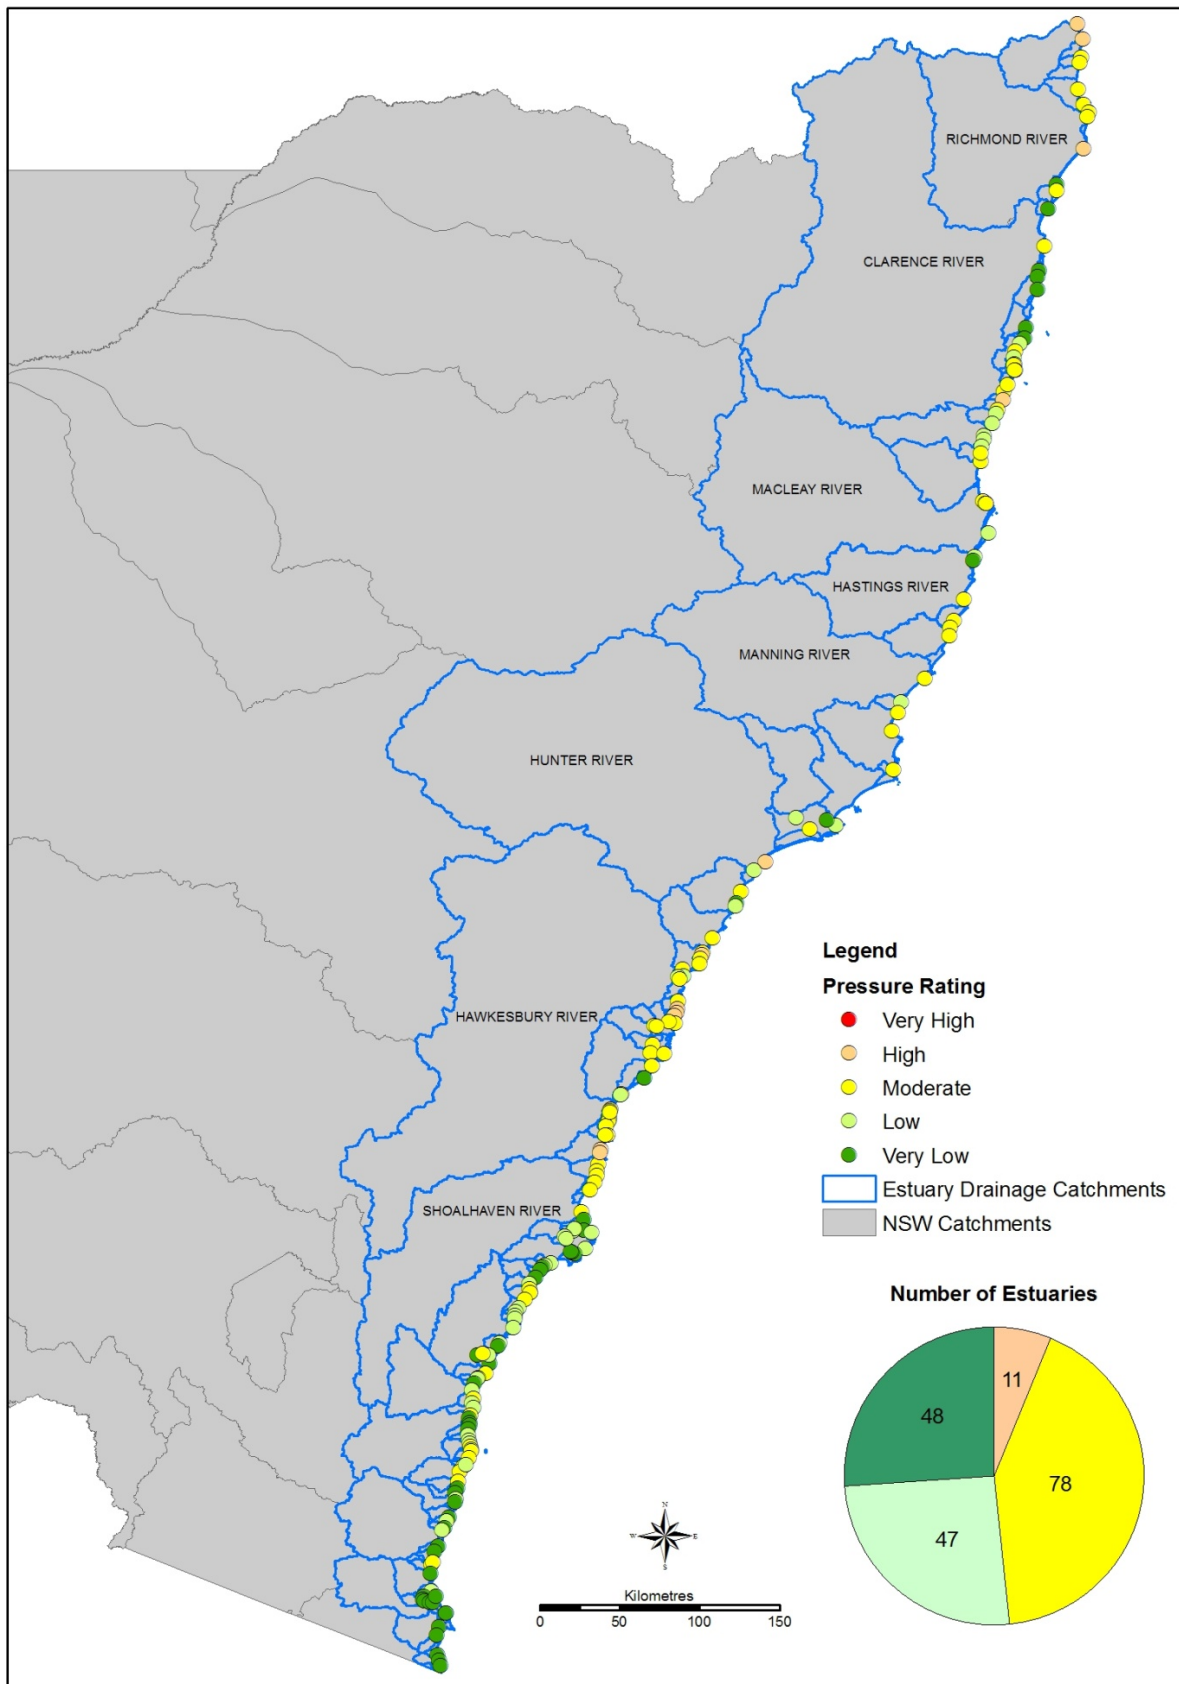 RICHMOND RIVER
CLARENCE RIVER
MACLEAY RIVER
HASTINGS RIVER
MANNING RIVER
HUNTER RIVER
HAWKESBURY RIVER
SHOALHAVEN RIVER
Legend
Pressure Rating
Very High
High
Moderate
Low
Very Low
Estuary Drainage Catchments
NSW Catchments
Number of Estuaries
11
48
78
47
N
W E
S
Kilometres
0 50 100 150